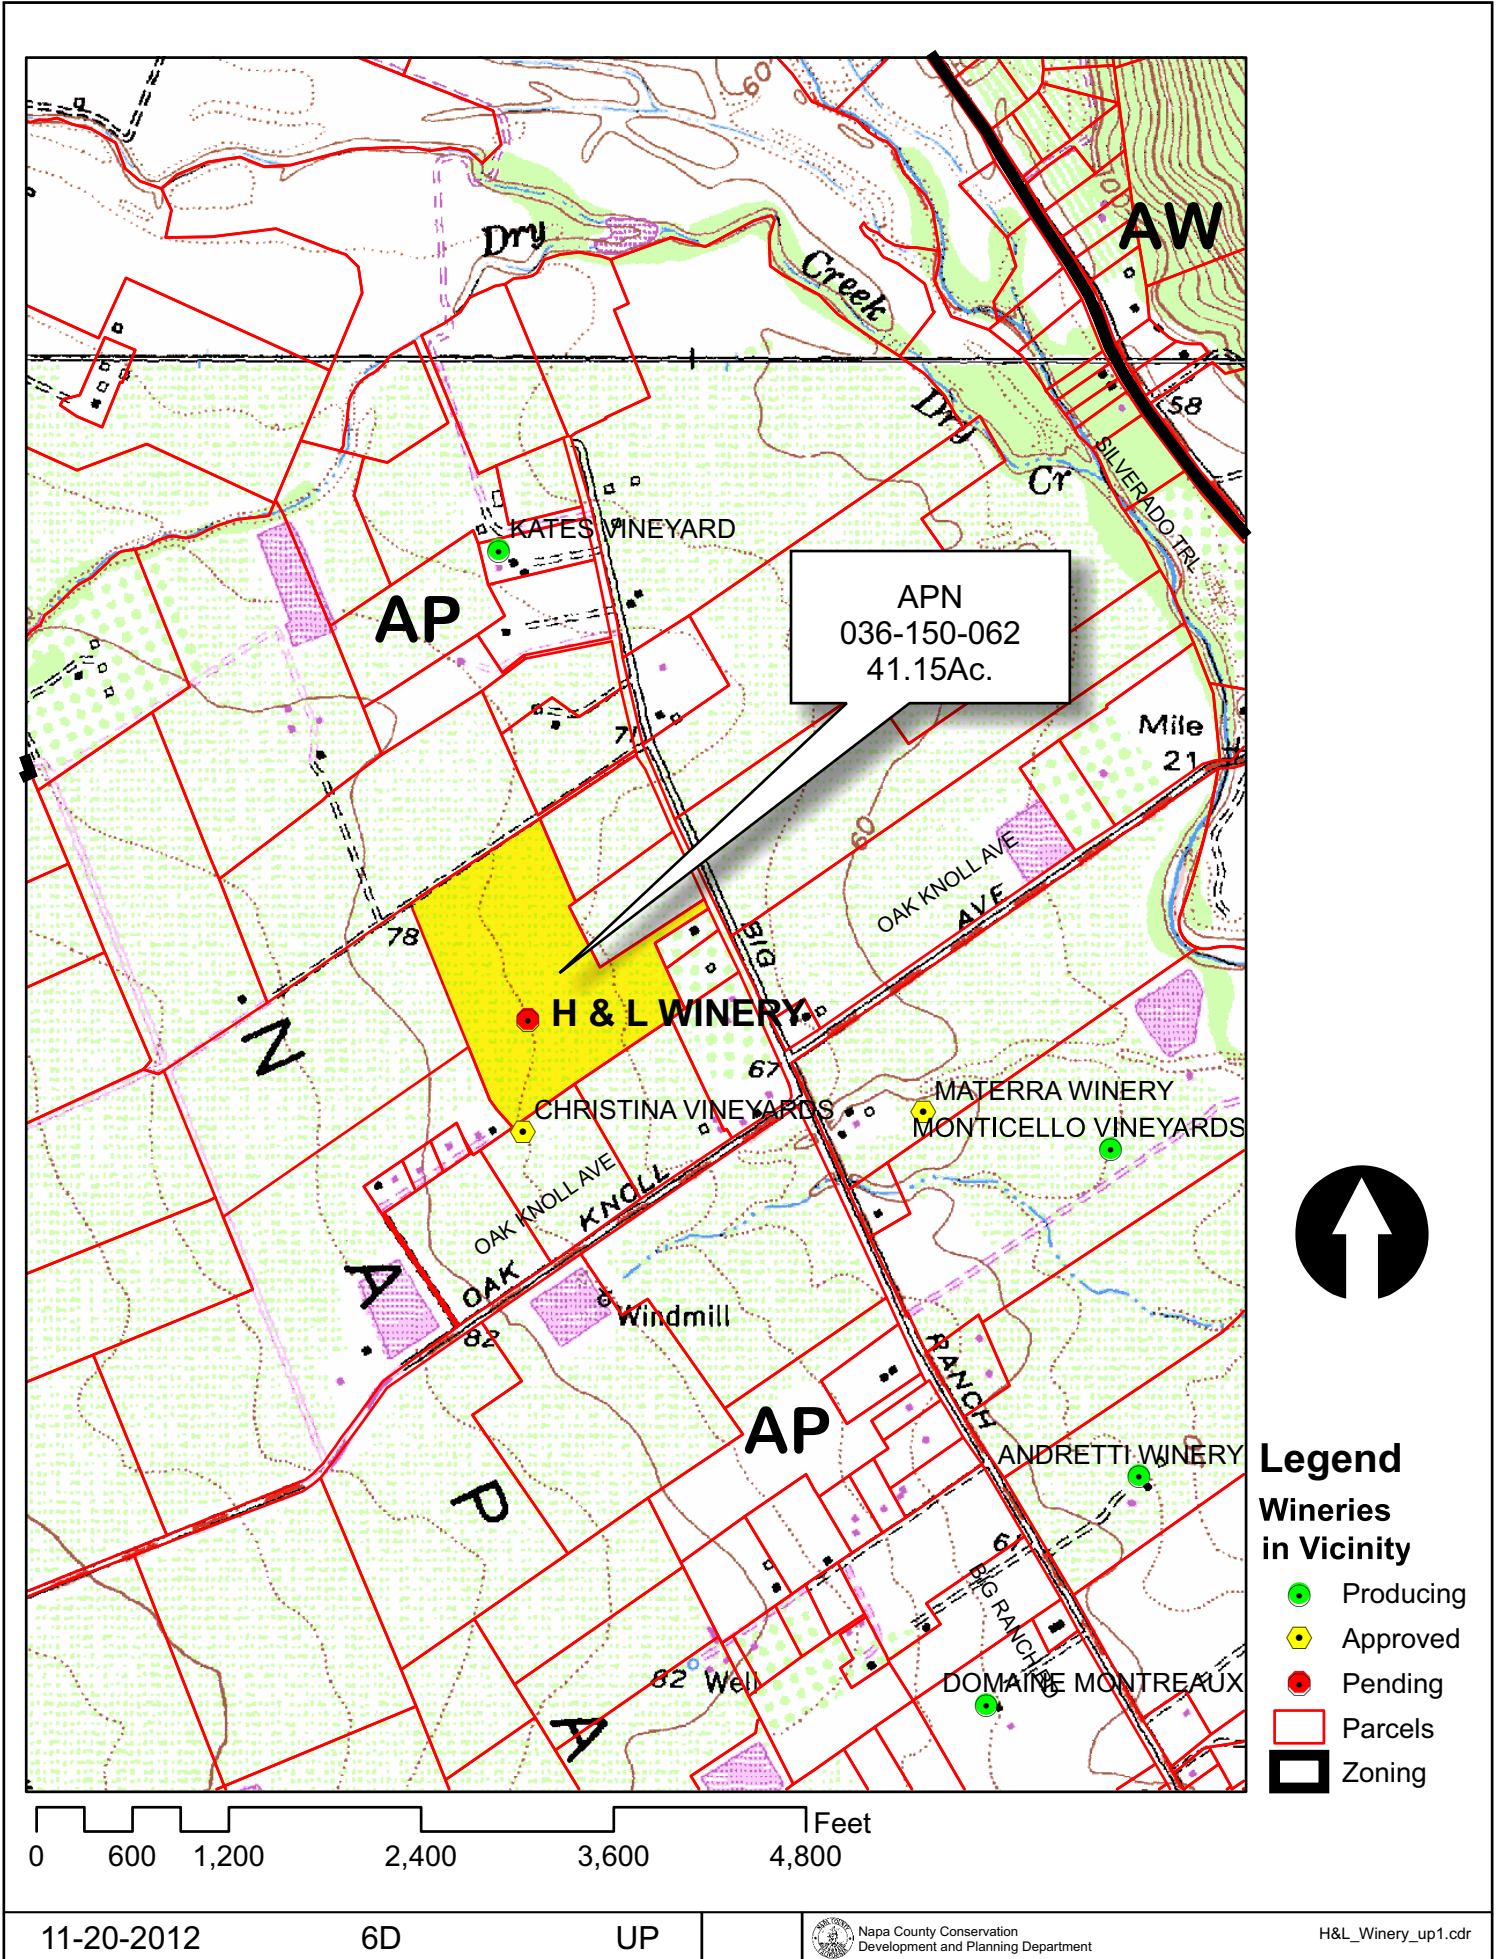 60
Dry
Creek
100
AW
58
Dry
Cr
SILVERADO TRL
KATES VINEYARD
AP
APN
036-150-062
41.15Ac.
71
Mile
21
60
OAK KNOLL AVE
AVE
78
BIG
N
H & L WINERY
67
CHRISTINA VINEYARDS
MATERRA WINERY
MONTICELLO VINEYARDS
OAK KNOLL AVE
KNOLL
OAK
A
Windmill
82
RANCH
AP
ANDRETTI WINERY
P
61
BIG RANCH RD
82 Well
DOMAINE MONTREAUX
A
Legend
Wineries
in Vicinity
Producing
Approved
Pending
Parcels
Zoning
Feet
0 600 1,200 2,400 3,600 4,800
11-20-2012 6D UP
Napa County Conservation
Development and Planning Department
H&L_Winery_up1.cdr